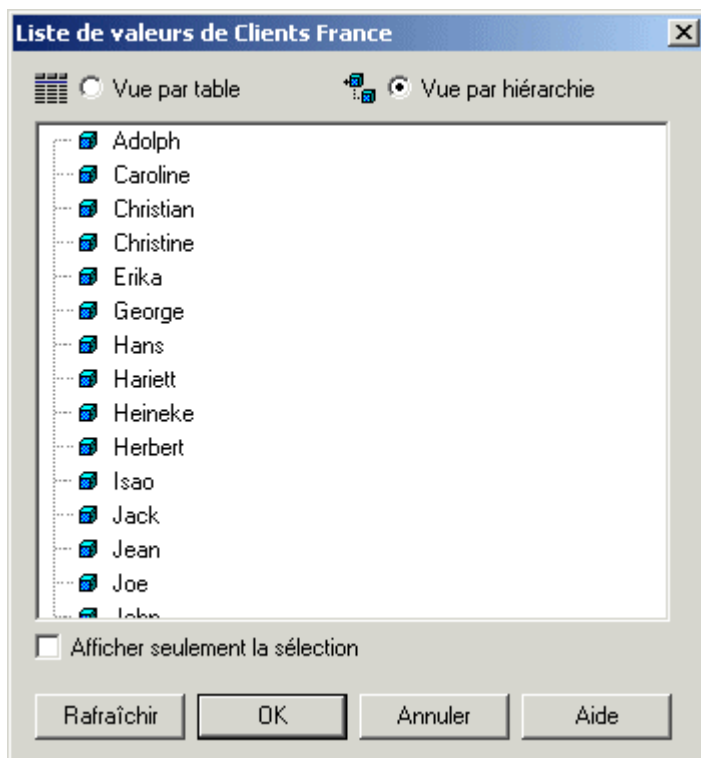 Liste de valeurs de Clients France
Vue par table Vue par hiérarchie
Adolph
Caroline
Christian
Christine
Erika
George
Hans
Hariett
Heineke
Herbert
Isao
Jack
Jean
Joe
John
Afficher seulement la sélection
Rafraîchir OK Annuler Aide